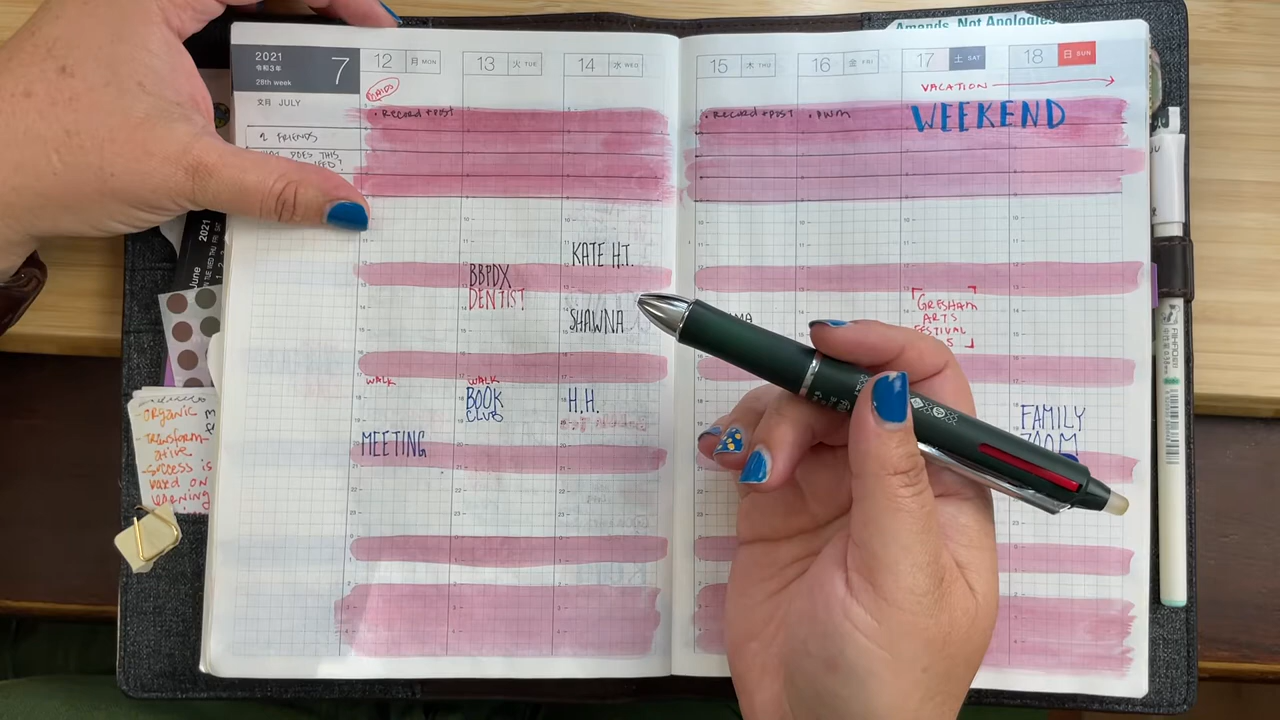 Amends, Not Apologies
2021
令和3年
28th week
7
12 月 MON
13 火 TUE
14 水 WED
15 木 THU
16 金 FRI
17 土 SAT
18 日 SUN
文月 JULY
VACATION
• RECORD + POST
• RECORD + POST
• PWM
WEEKEND
2 FRIENDS
KATE H.T.
BBPDX
DENTIST
SHAWNA
GRESHAM
ARTS
FESTIVAL
WALK
WALK
BOOK
CLUB
H.H.
MEETING
FAMILY
ZOOM
2021
June
- ORGANIC
- TRANSFORM-
ATIVE
- SUCCESS IS
BASED ON
LEARNING